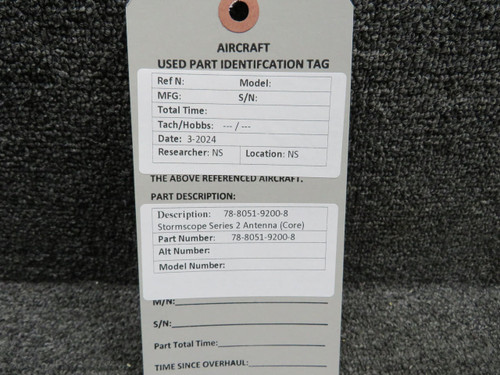 AIRCRAFT
USED PART IDENTIFCATION TAG
Ref N: Model:
MFG: S/N:
Total Time:
Tach/Hobbs: --- / ---
Date: 3-2024
Researcher: NS Location: NS
THE ABOVE REFERENCED AIRCRAFT.
PART DESCRIPTION:
Description: 78-8051-9200-8
Stormscope Series 2 Antenna (Core)
Part Number: 78-8051-9200-8
Alt Number:
Model Number:
M/N:
S/N:
Part Total Time:
TIME SINCE OVERHAUL: